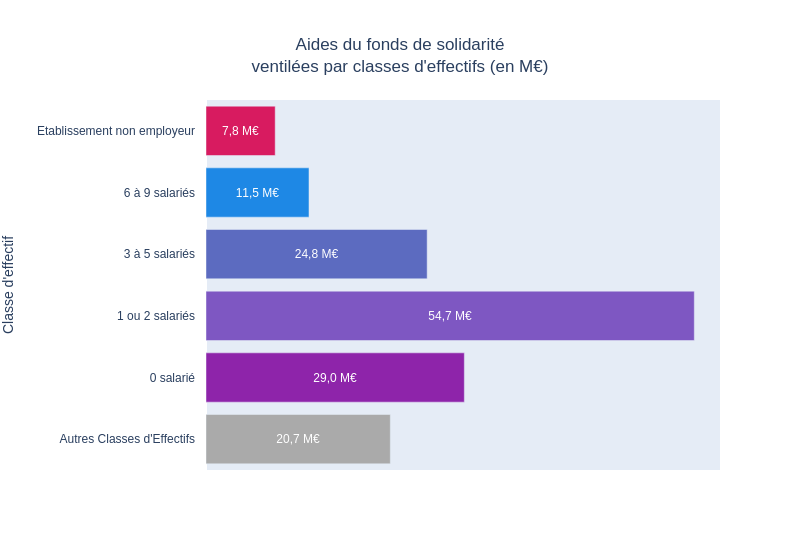 Aides du fonds de solidarité
ventilées par classes d'effectifs (en M€)
Classe d'effectif
Etablissement non employeur
7,8 M€
6 à 9 salariés
11,5 M€
3 à 5 salariés
24,8 M€
1 ou 2 salariés
54,7 M€
0 salarié
29,0 M€
Autres Classes d'Effectifs
20,7 M€